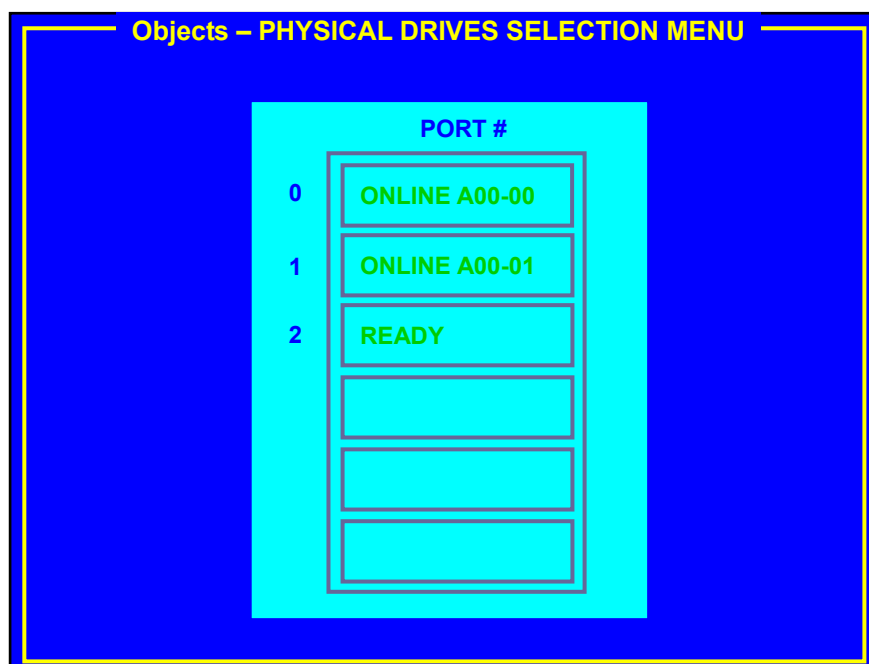 Objects – PHYSICAL DRIVES SELECTION MENU
PORT #
0 ONLINE A00-00
1 ONLINE A00-01
2 READY